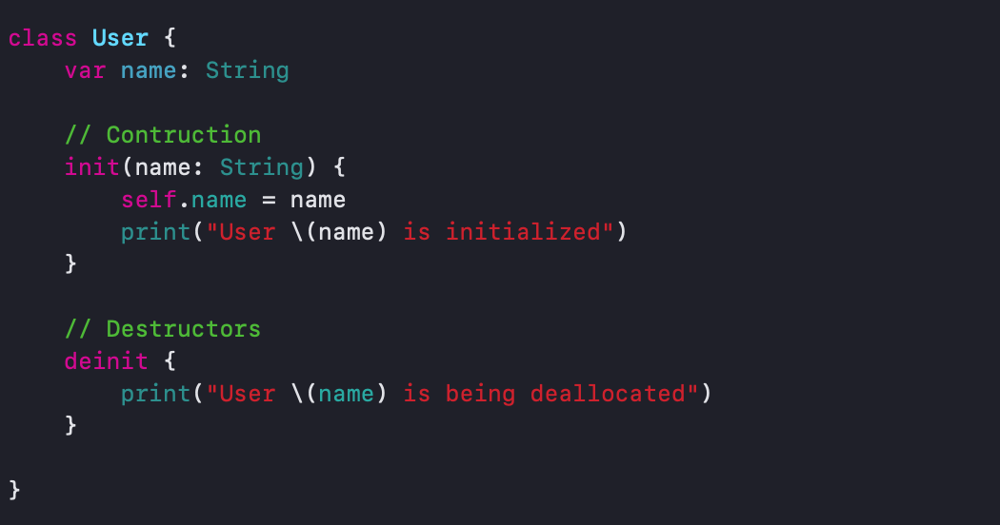 class User {
    var name: String

    // Contruction
    init(name: String) {
        self.name = name
        print("User \(name) is initialized")
    }

    // Destructors
    deinit {
        print("User \(name) is being deallocated")
    }

}